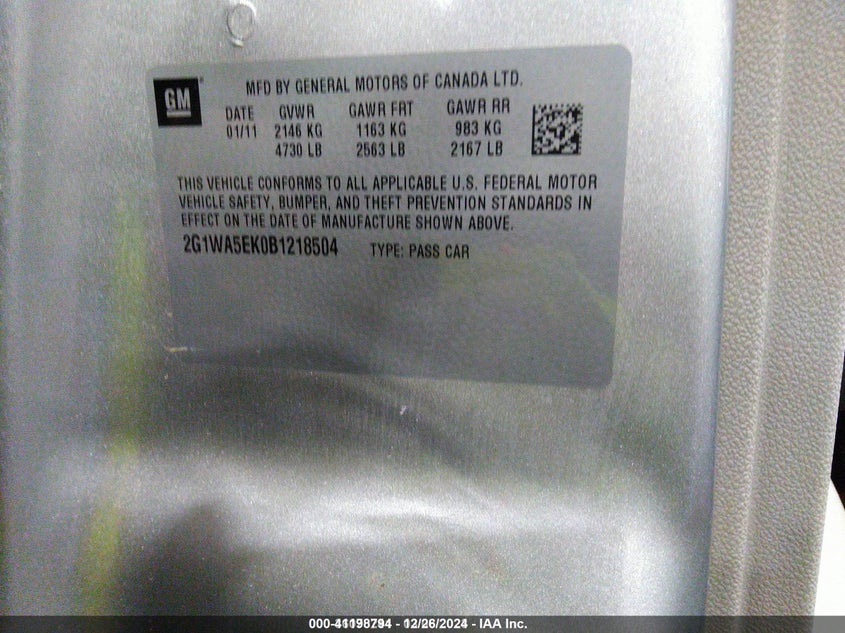 GM
MFD BY GENERAL MOTORS OF CANADA LTD.
DATE GVWR GAWR FRT GAWR RR
01/11 2146 KG 1163 KG 983 KG
4730 LB 2563 LB 2167 LB
THIS VEHICLE CONFORMS TO ALL APPLICABLE U.S. FEDERAL MOTOR
VEHICLE SAFETY, BUMPER, AND THEFT PREVENTION STANDARDS IN
EFFECT ON THE DATE OF MANUFACTURE SHOWN ABOVE.
2G1WA5EK0B1218504 TYPE: PASS CAR
000-41198794 - 12/26/2024 - IAA Inc.